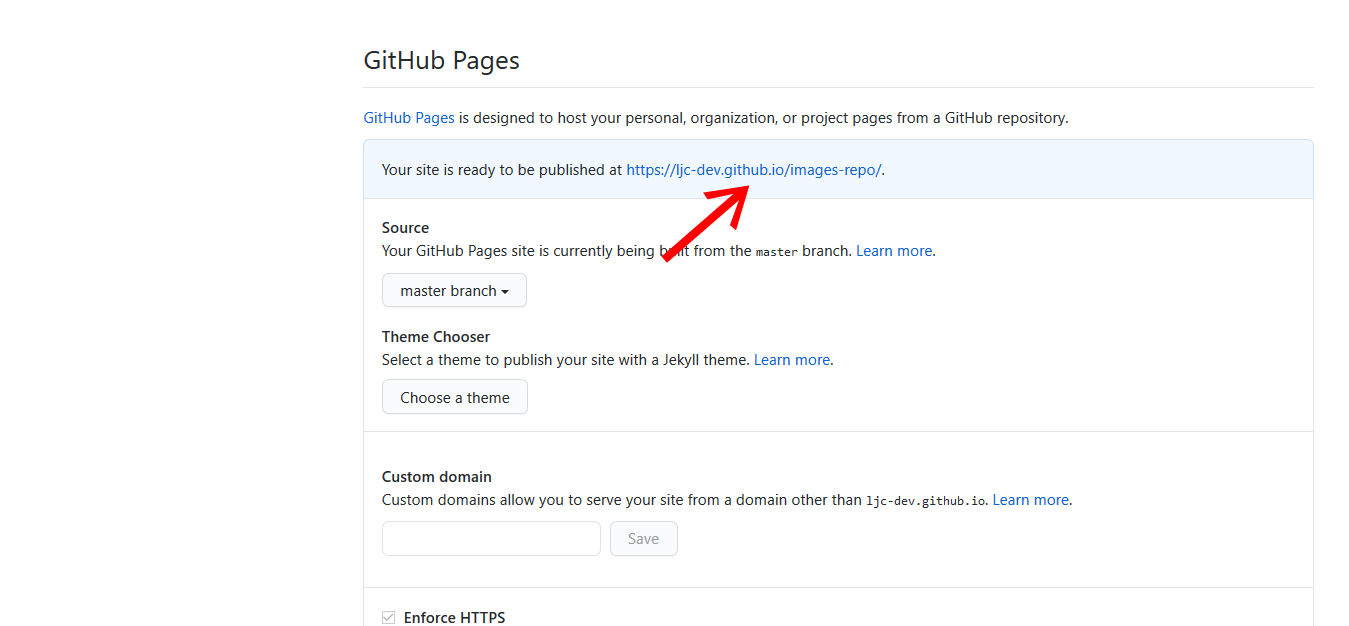 GitHub Pages
GitHub Pages is designed to host your personal, organization, or project pages from a GitHub repository.
Your site is ready to be published at https://ljc-dev.github.io/images-repo/.
Source
Your GitHub Pages site is currently being built from the master branch. Learn more.
master branch
Theme Chooser
Select a theme to publish your site with a Jekyll theme. Learn more.
Choose a theme
Custom domain
Custom domains allow you to serve your site from a domain other than ljc-dev.github.io. Learn more.
Save
Enforce HTTPS